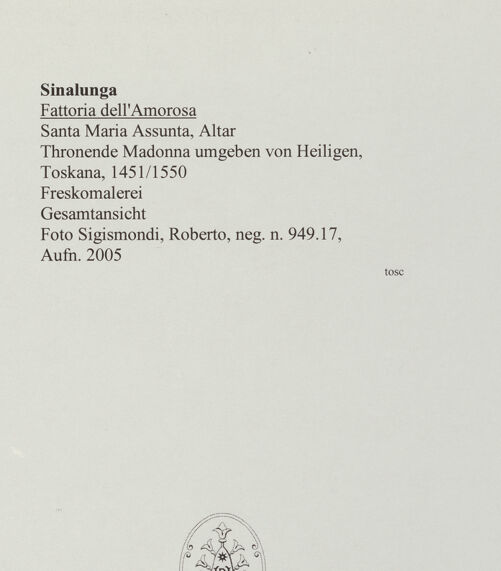 Sinalunga
Fattoria dell'Amorosa
Santa Maria Assunta, Altar
Thronende Madonna umgeben von Heiligen,
Toskana, 1451/1550
Freskomalerei
Gesamtansicht
Foto Sigismondi, Roberto, neg. n. 949.17,
Aufn. 2005
tosc